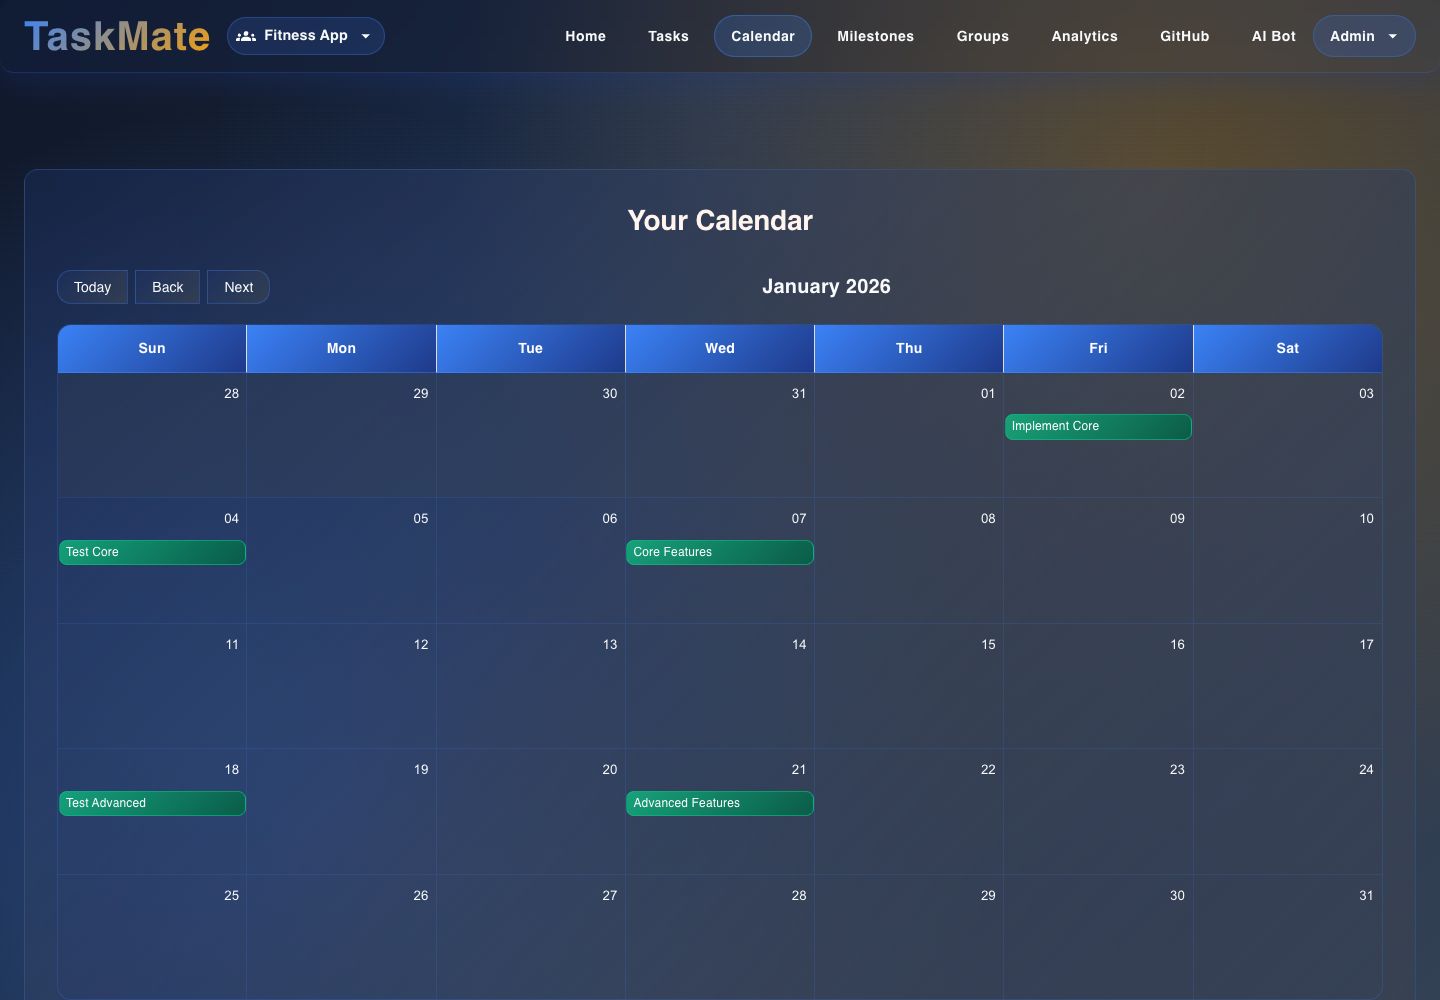 TaskMate Fitness App Home Tasks Calendar Milestones Groups Analytics GitHub AI Bot Admin
Your Calendar
Today Back Next January 2026
Sun Mon Tue Wed Thu Fri Sat
28 29 30 31 01 02 03
Implement Core
04 05 06 07 08 09 10
Test Core Core Features
11 12 13 14 15 16 17
18 19 20 21 22 23 24
Test Advanced Advanced Features
25 26 27 28 29 30 31